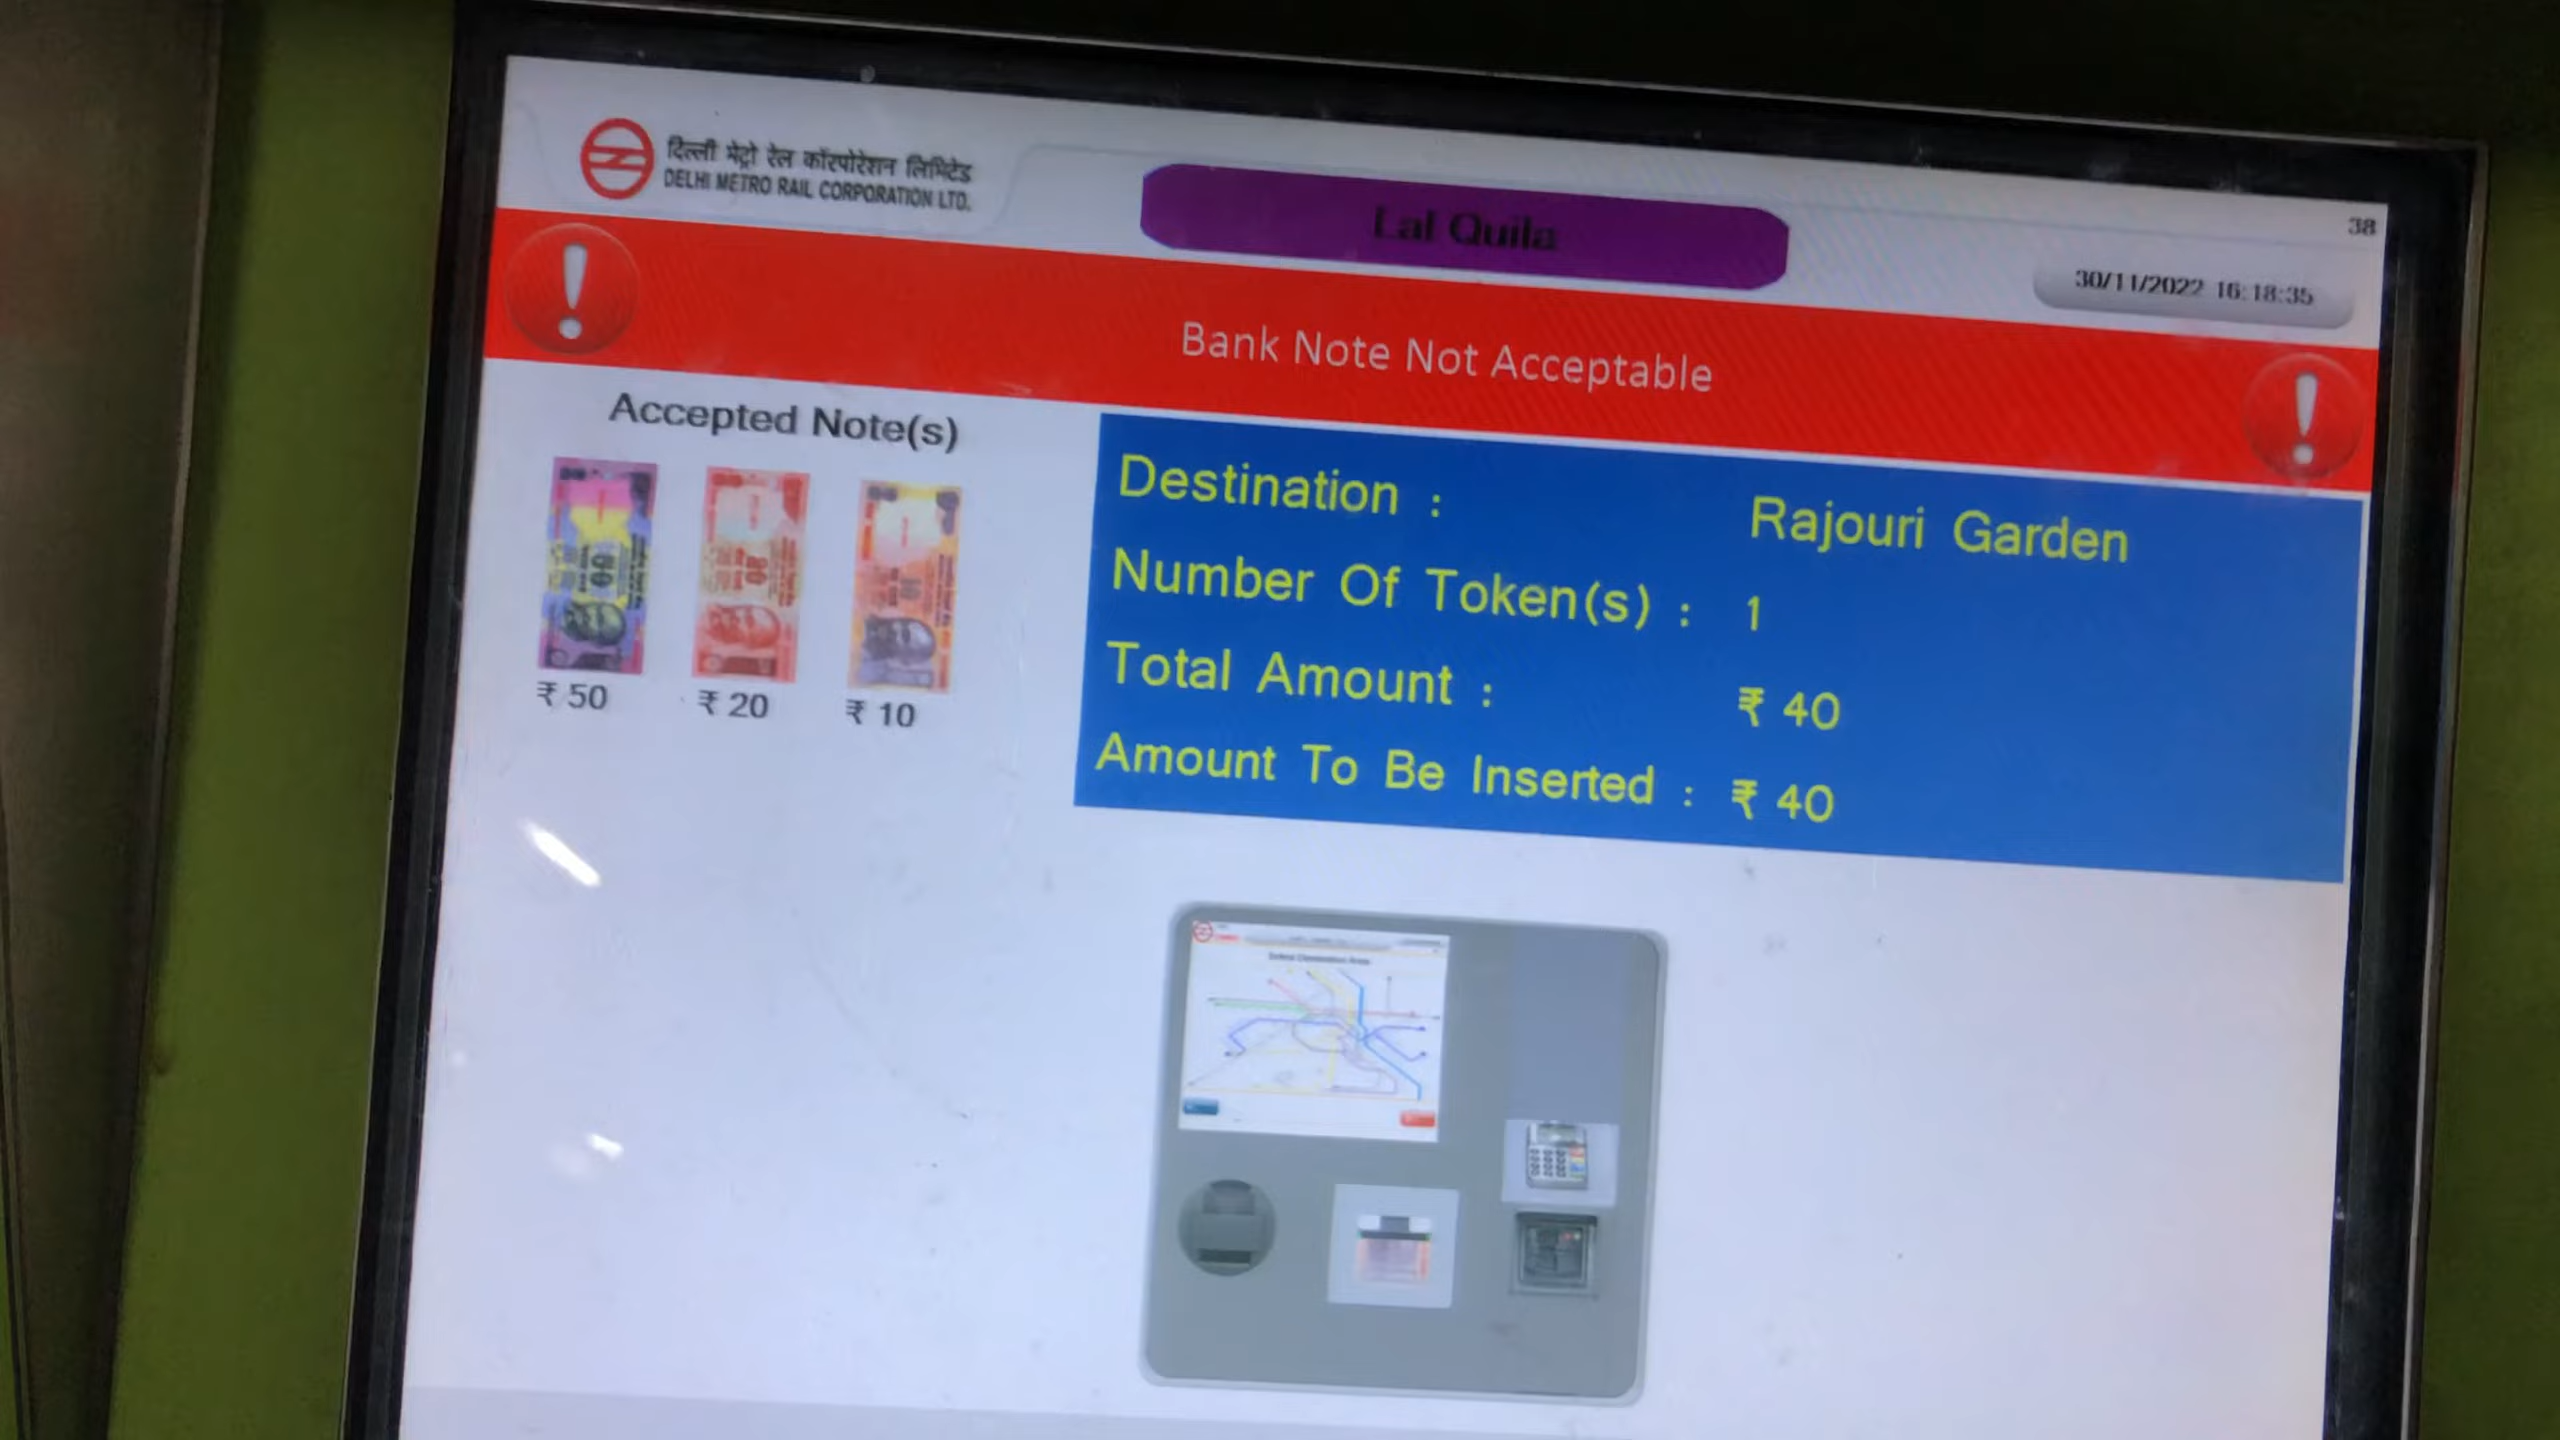 दिल्ली मेट्रो रेल कॉरपोरेशन लिमिटेड
DELHI METRO RAIL CORPORATION LTD.
Lal Quila
38
30/11/2022 16:18:35
Bank Note Not Acceptable
Accepted Note(s)
₹ 50
₹ 20
₹ 10
Destination : Rajouri Garden
Number Of Token(s) : 1
Total Amount : ₹ 40
Amount To Be Inserted : ₹ 40